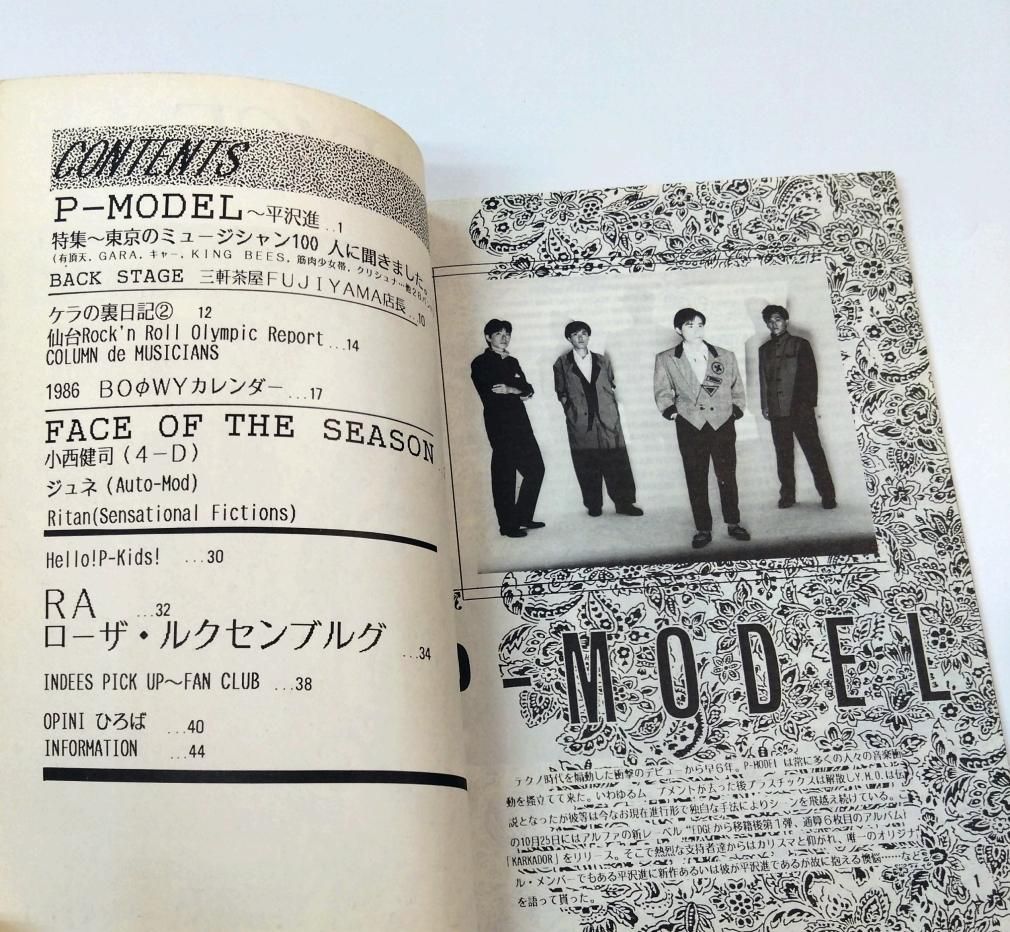 CONTENTS
P-MODEL～平沢進...1
特集～東京のミュージシャン100人に聞きました。
(有頂天, GARA, キャー, KING BEES, 筋肉少女帯, クリシュナ…他28バンド)
BACK STAGE 三軒茶屋FUJIYAMA店長...10
ケラの裏日記② 12
仙台Rock'n Roll Olympic Report...14
COLUMN de MUSICIANS
1986 BOφWYカレンダー ...17
FACE OF THE SEASON
小西健司(4-D)
ジュネ(Auto-Mod)
Ritan(Sensational Fictions)
Hello!P-Kids! ...30
RA ...32
ローザ・ルクセンブルグ ...34
INDEES PICK UP～FAN CLUB ...38
OPINI ひろば ...40
INFORMATION ...44
P-MODEL
テクノ時代を煽動した衝撃のデビューから早6年。P-MODELは常に多くの人々の音楽衝
動を掻立てて来た。いわゆるムーブメントが去った後プラスチックスは解散しY.M.O.は伝
説となったが彼等は今なお現在進行形で独自な手法によりシーンを飛越え続けている。
の10月25日にはアルファの新レーベル"EDGEから移籍後第1弾、通算6枚目のアルバム「
「KARKADOR」をリリース。そこで熱烈な支持者達からはカリスマと仰がれ、唯一のオリジナ
ル・メンバーでもある平沢進に新作あるいは彼が平沢進であるが故に抱える懊悩……など
を語って貰った。
1